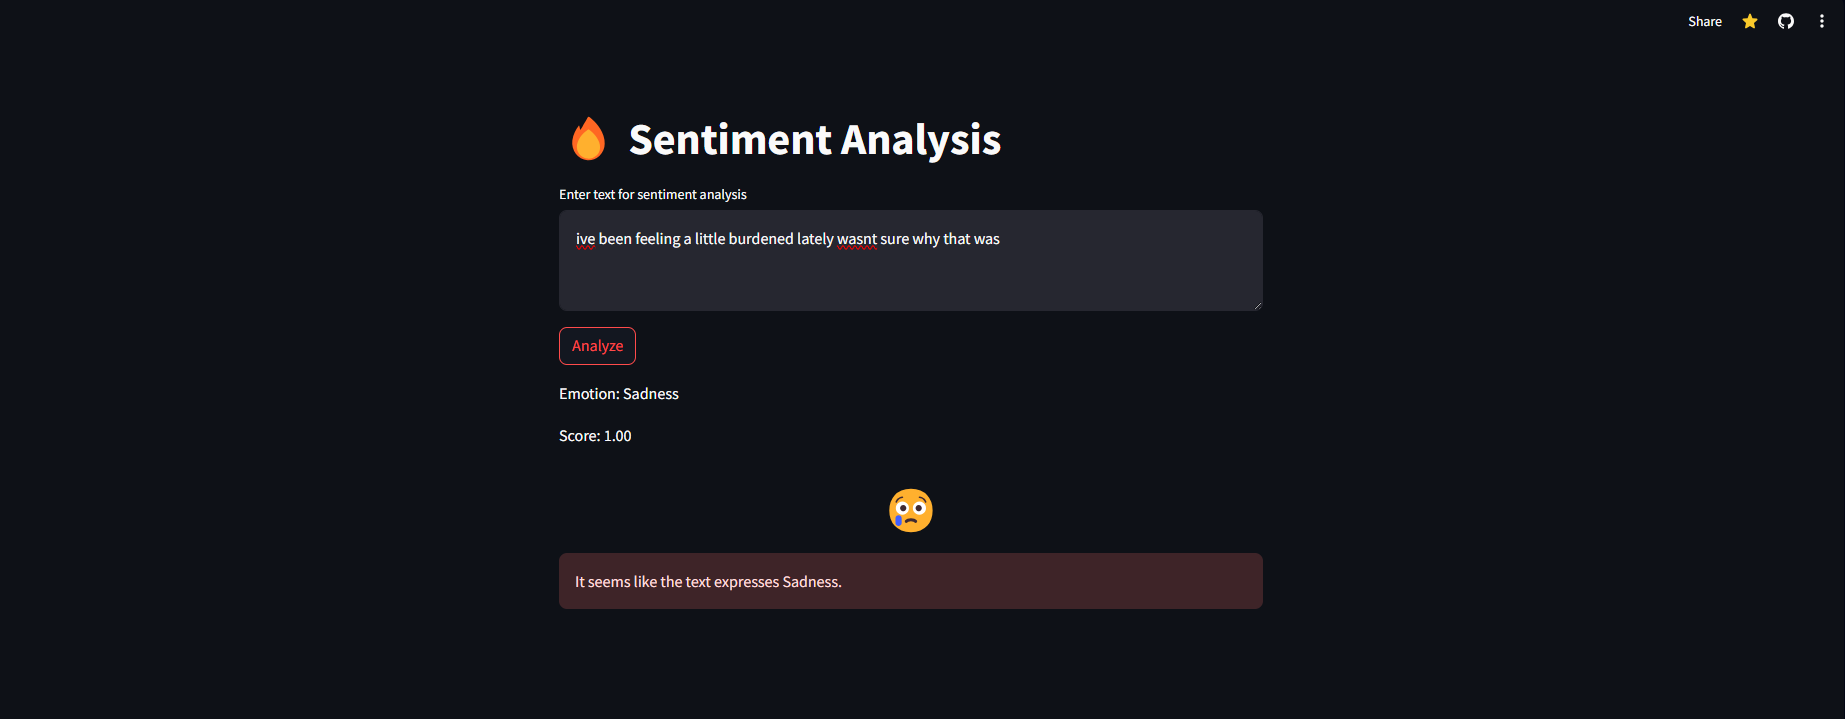 Share
Sentiment Analysis
Enter text for sentiment analysis
ive been feeling a little burdened lately wasnt sure why that was
Analyze
Emotion: Sadness
Score: 1.00
It seems like the text expresses Sadness.